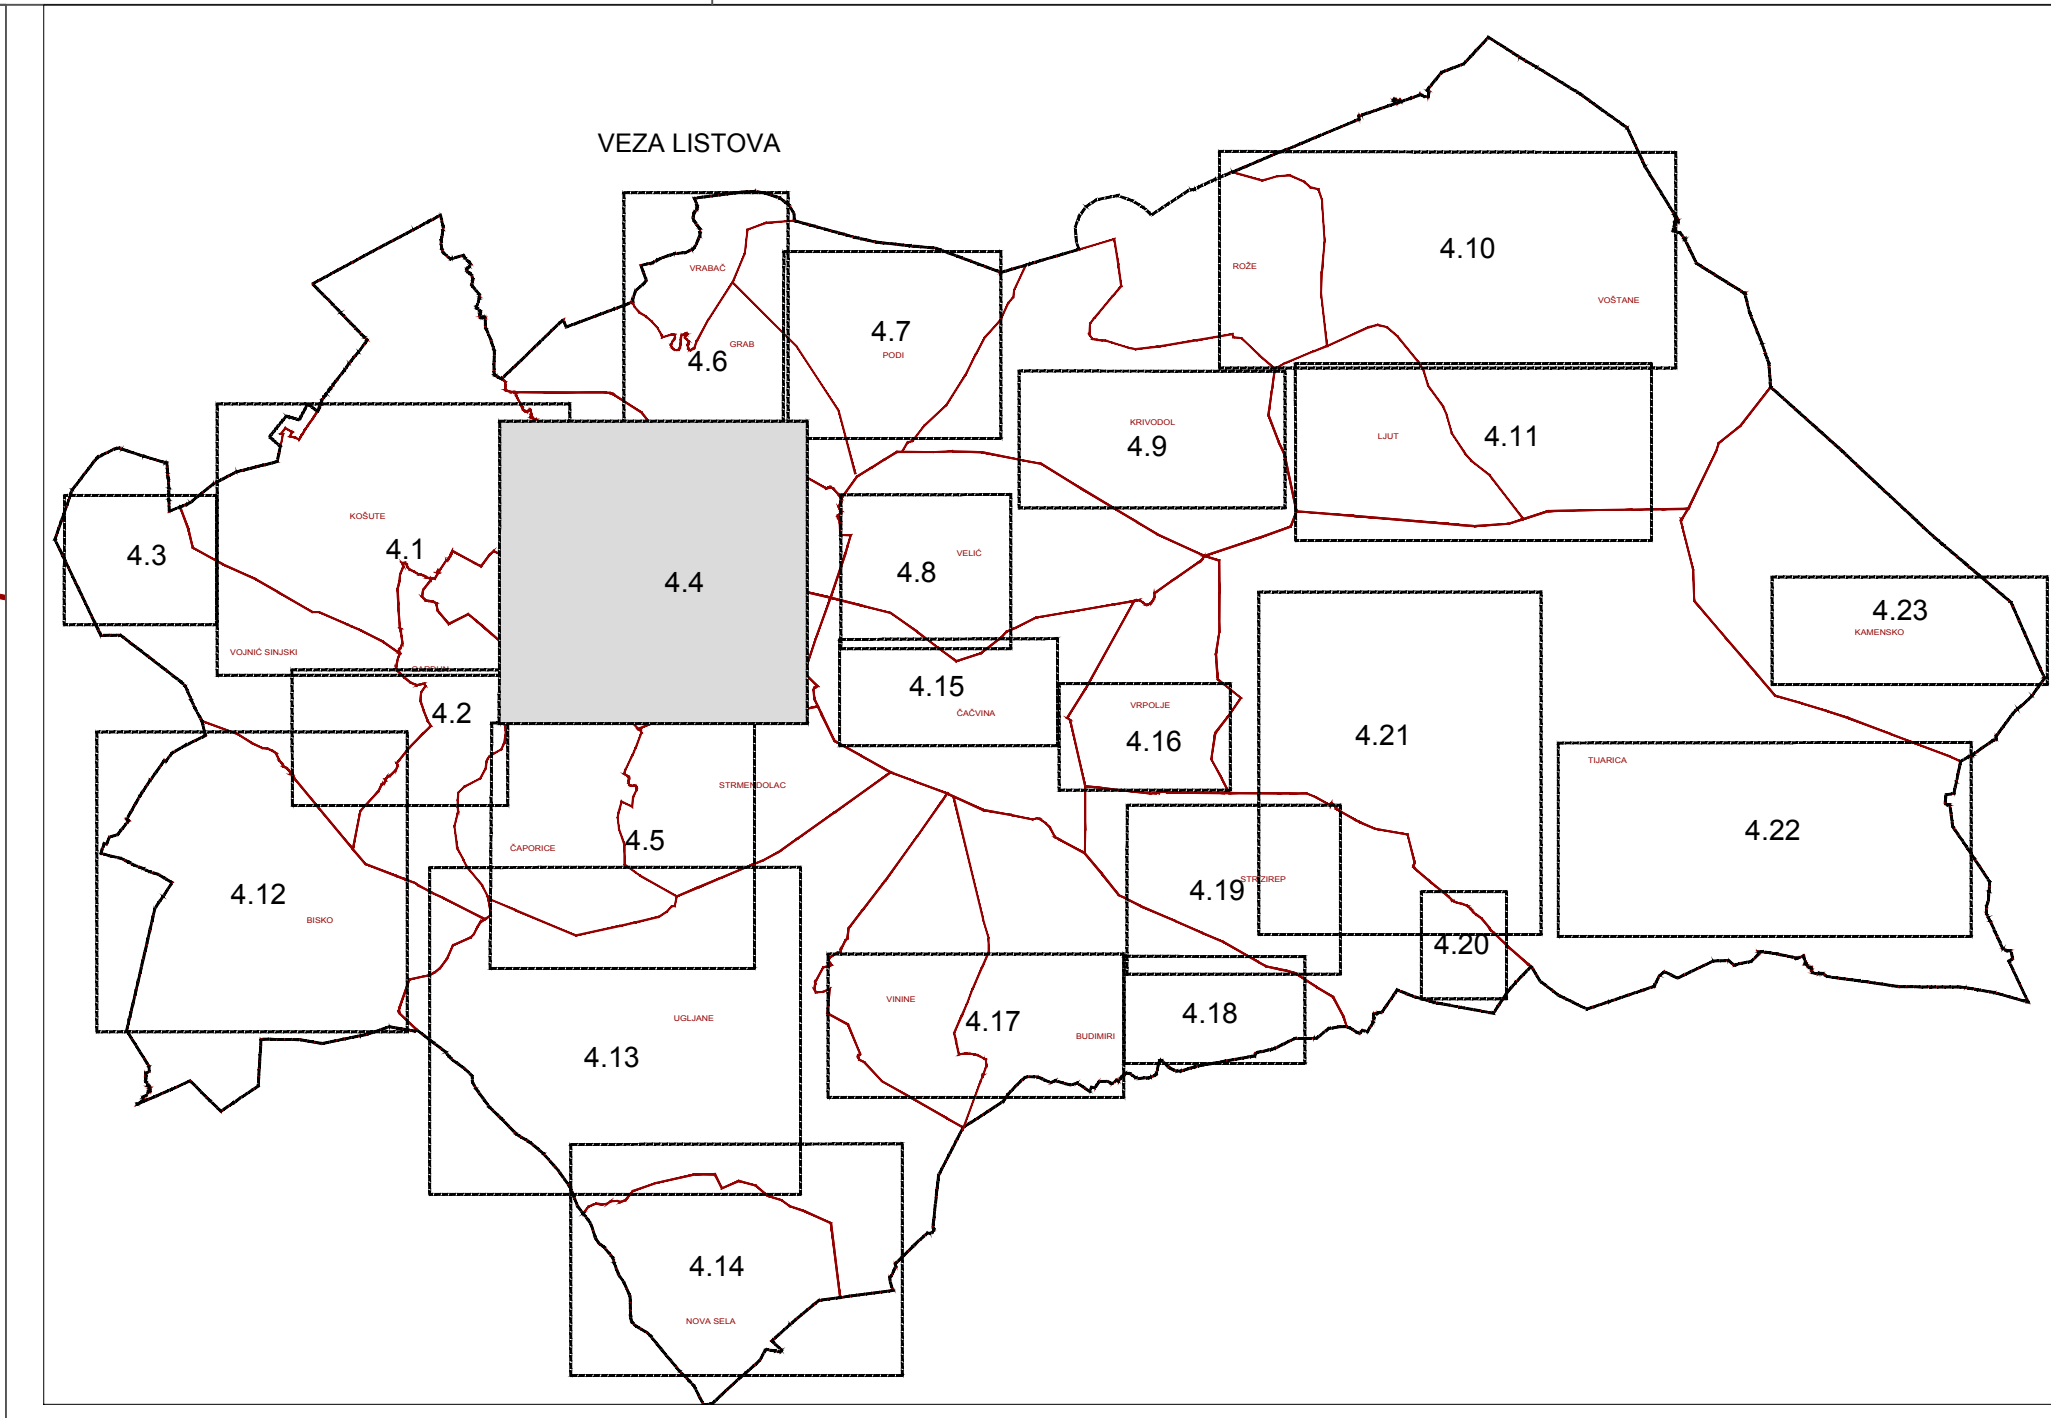 VEZA LISTOVA
4.10
VRABAČ
ROŽE
VOŠTANE
4.7
GRAB
PODI
4.6
KRIVODOL
LJUT
4.11
4.9
KOŠUTE
4.1
VELIĆ
4.3
4.8
4.4
4.23
KAMENSKO
VOJNIĆ SINJSKI
GARDUN
4.15
VRPOLJE
4.2
ČAČVINA
4.16
4.21
TIJARICA
STRMENDOLAC
4.22
4.5
ČAPORICE
4.19
STRIZIREP
4.12
BISKO
4.20
VININE
4.18
UGLJANE
4.17
BUDIMIRI
4.13
4.14
NOVA SELA